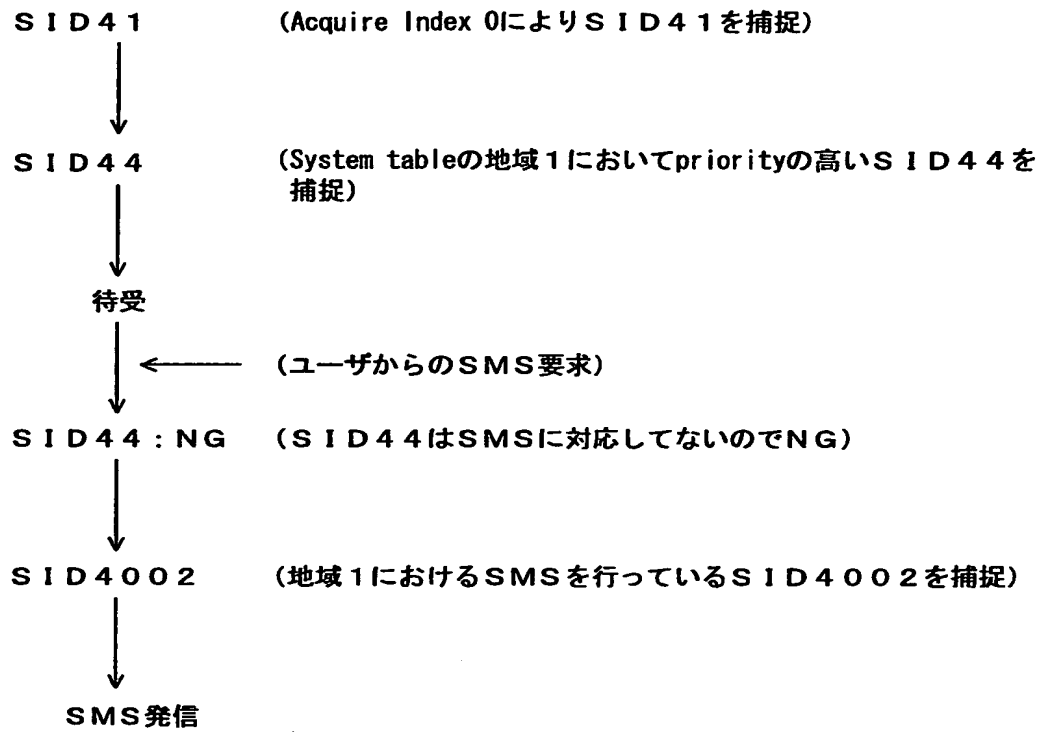 SID41 (Acquire Index 0によりSID41を捕捉)
SID44 (System tableの地域1においてpriorityの高いSID44を
捕捉)
待受
(ユーザからのSMS要求)
SID44:NG (SID44はSMSに対応してないのでNG)
SID4002 (地域1におけるSMSを行っているSID4002を捕捉)
SMS発信